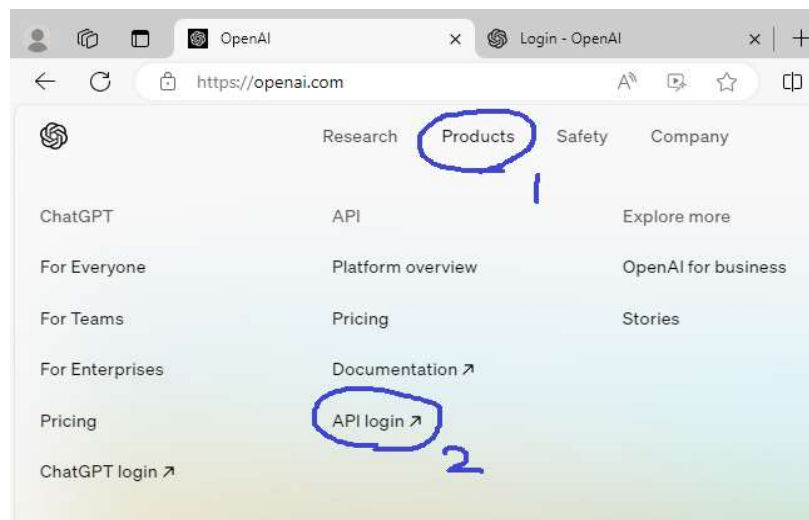 OpenAI
Login - OpenAI
https://openai.com
Research Products Safety Company
1
ChatGPT API Explore more
For Everyone Platform overview OpenAI for business
For Teams Pricing Stories
For Enterprises Documentation ↗
Pricing API login ↗
2
ChatGPT login ↗